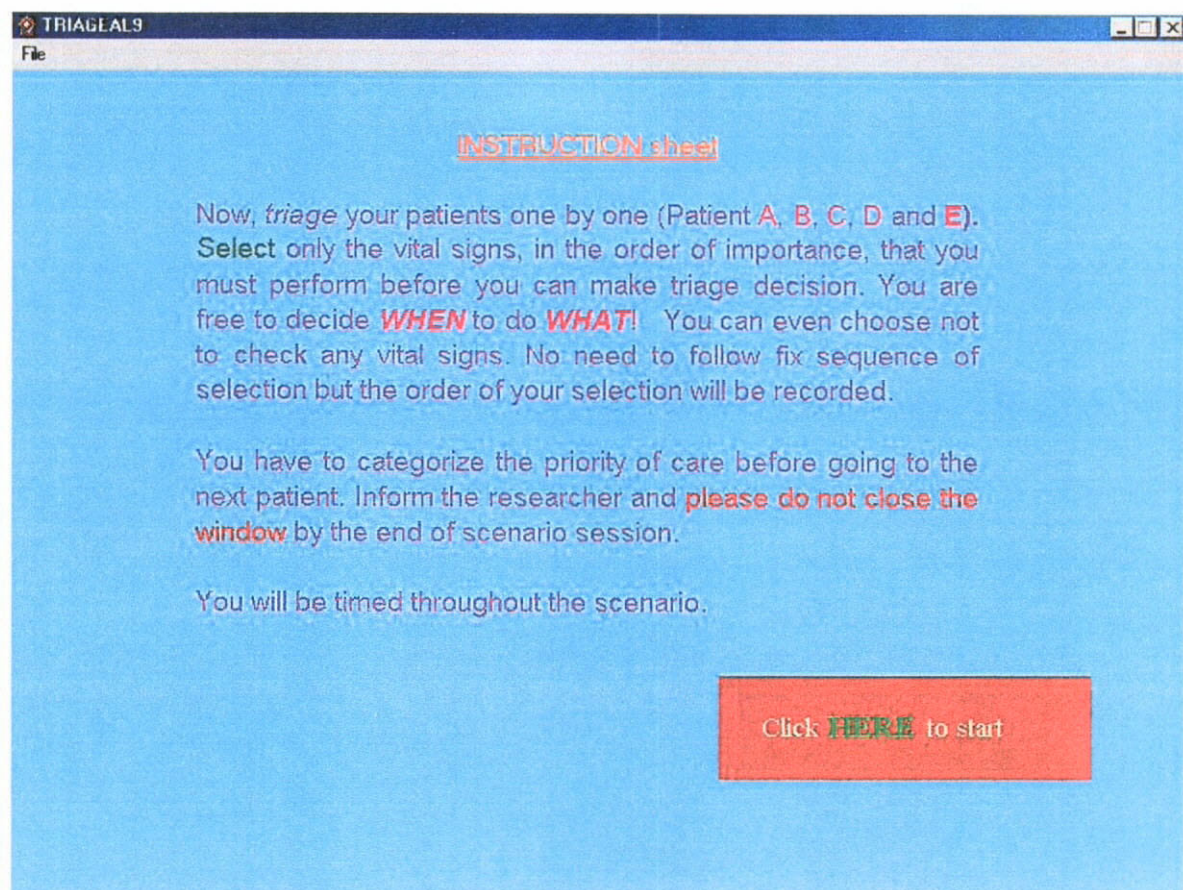 TRIAGEAL9
File
INSTRUCTION sheet
Now, triage your patients one by one (Patient A, B, C, D and E).
Select only the vital signs, in the order of importance, that you
must perform before you can make triage decision. You are
free to decide WHEN to do WHAT! You can even choose not
to check any vital signs. No need to follow fix sequence of
selection but the order of your selection will be recorded.
You have to categorize the priority of care before going to the
next patient. Inform the researcher and please do not close the
window by the end of scenario session.
You will be timed throughout the scenario.
Click HERE to start